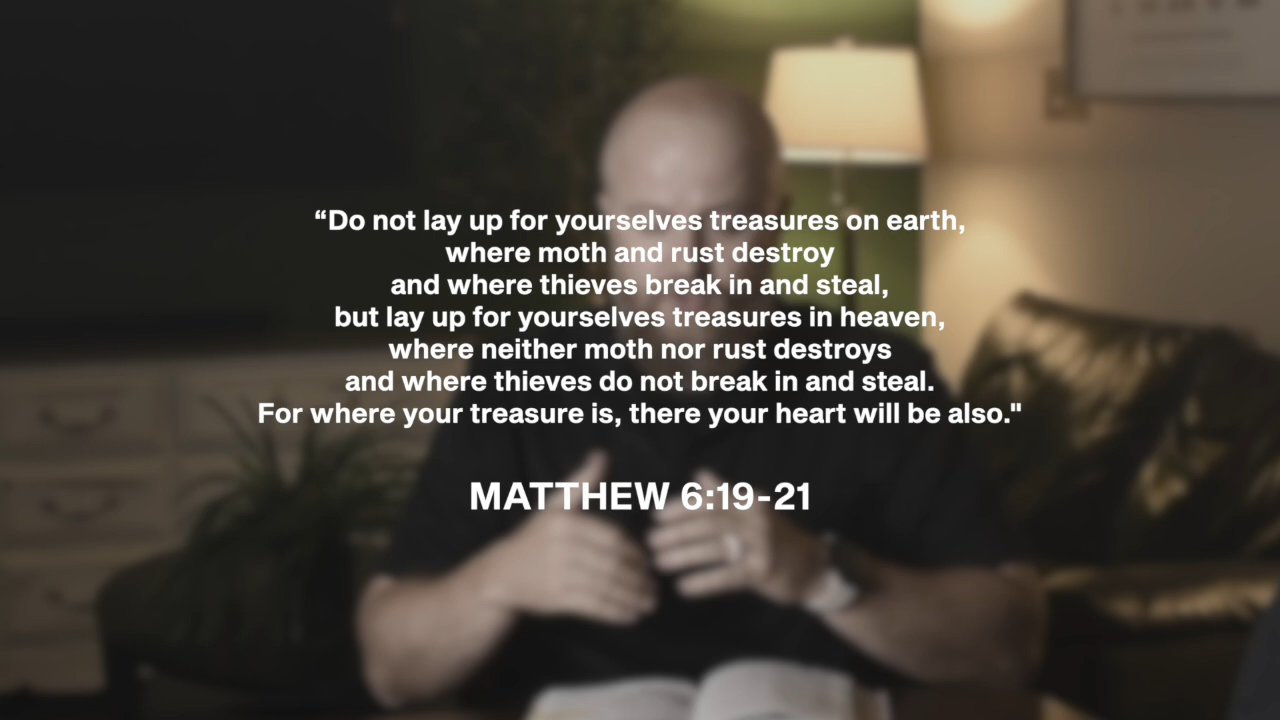 “Do not lay up for yourselves treasures on earth,
where moth and rust destroy
and where thieves break in and steal,
but lay up for yourselves treasures in heaven,
where neither moth nor rust destroys
and where thieves do not break in and steal.
For where your treasure is, there your heart will be also."
MATTHEW 6:19-21